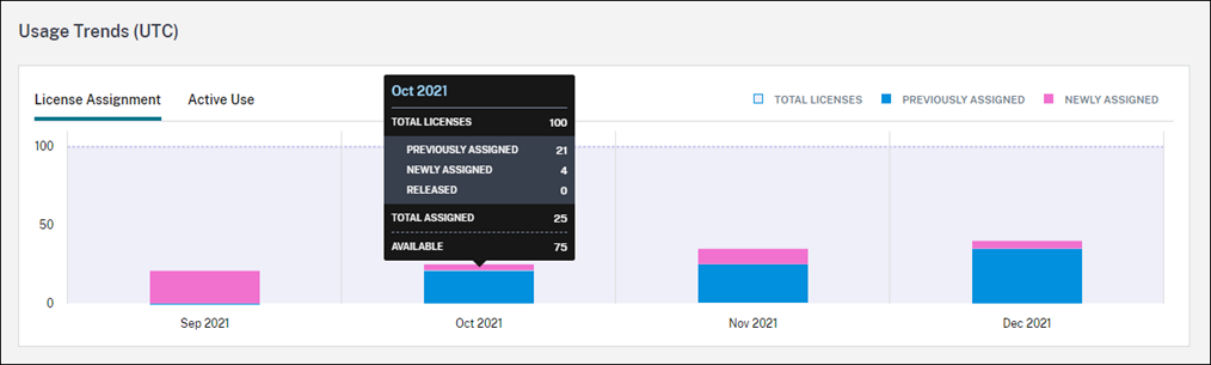 Usage Trends (UTC)
License Assignment Active Use
TOTAL LICENSES PREVIOUSLY ASSIGNED NEWLY ASSIGNED
Oct 2021
TOTAL LICENSES 100
PREVIOUSLY ASSIGNED 21
NEWLY ASSIGNED 4
RELEASED 0
TOTAL ASSIGNED 25
AVAILABLE 75
100
50
0
Sep 2021 Oct 2021 Nov 2021 Dec 2021